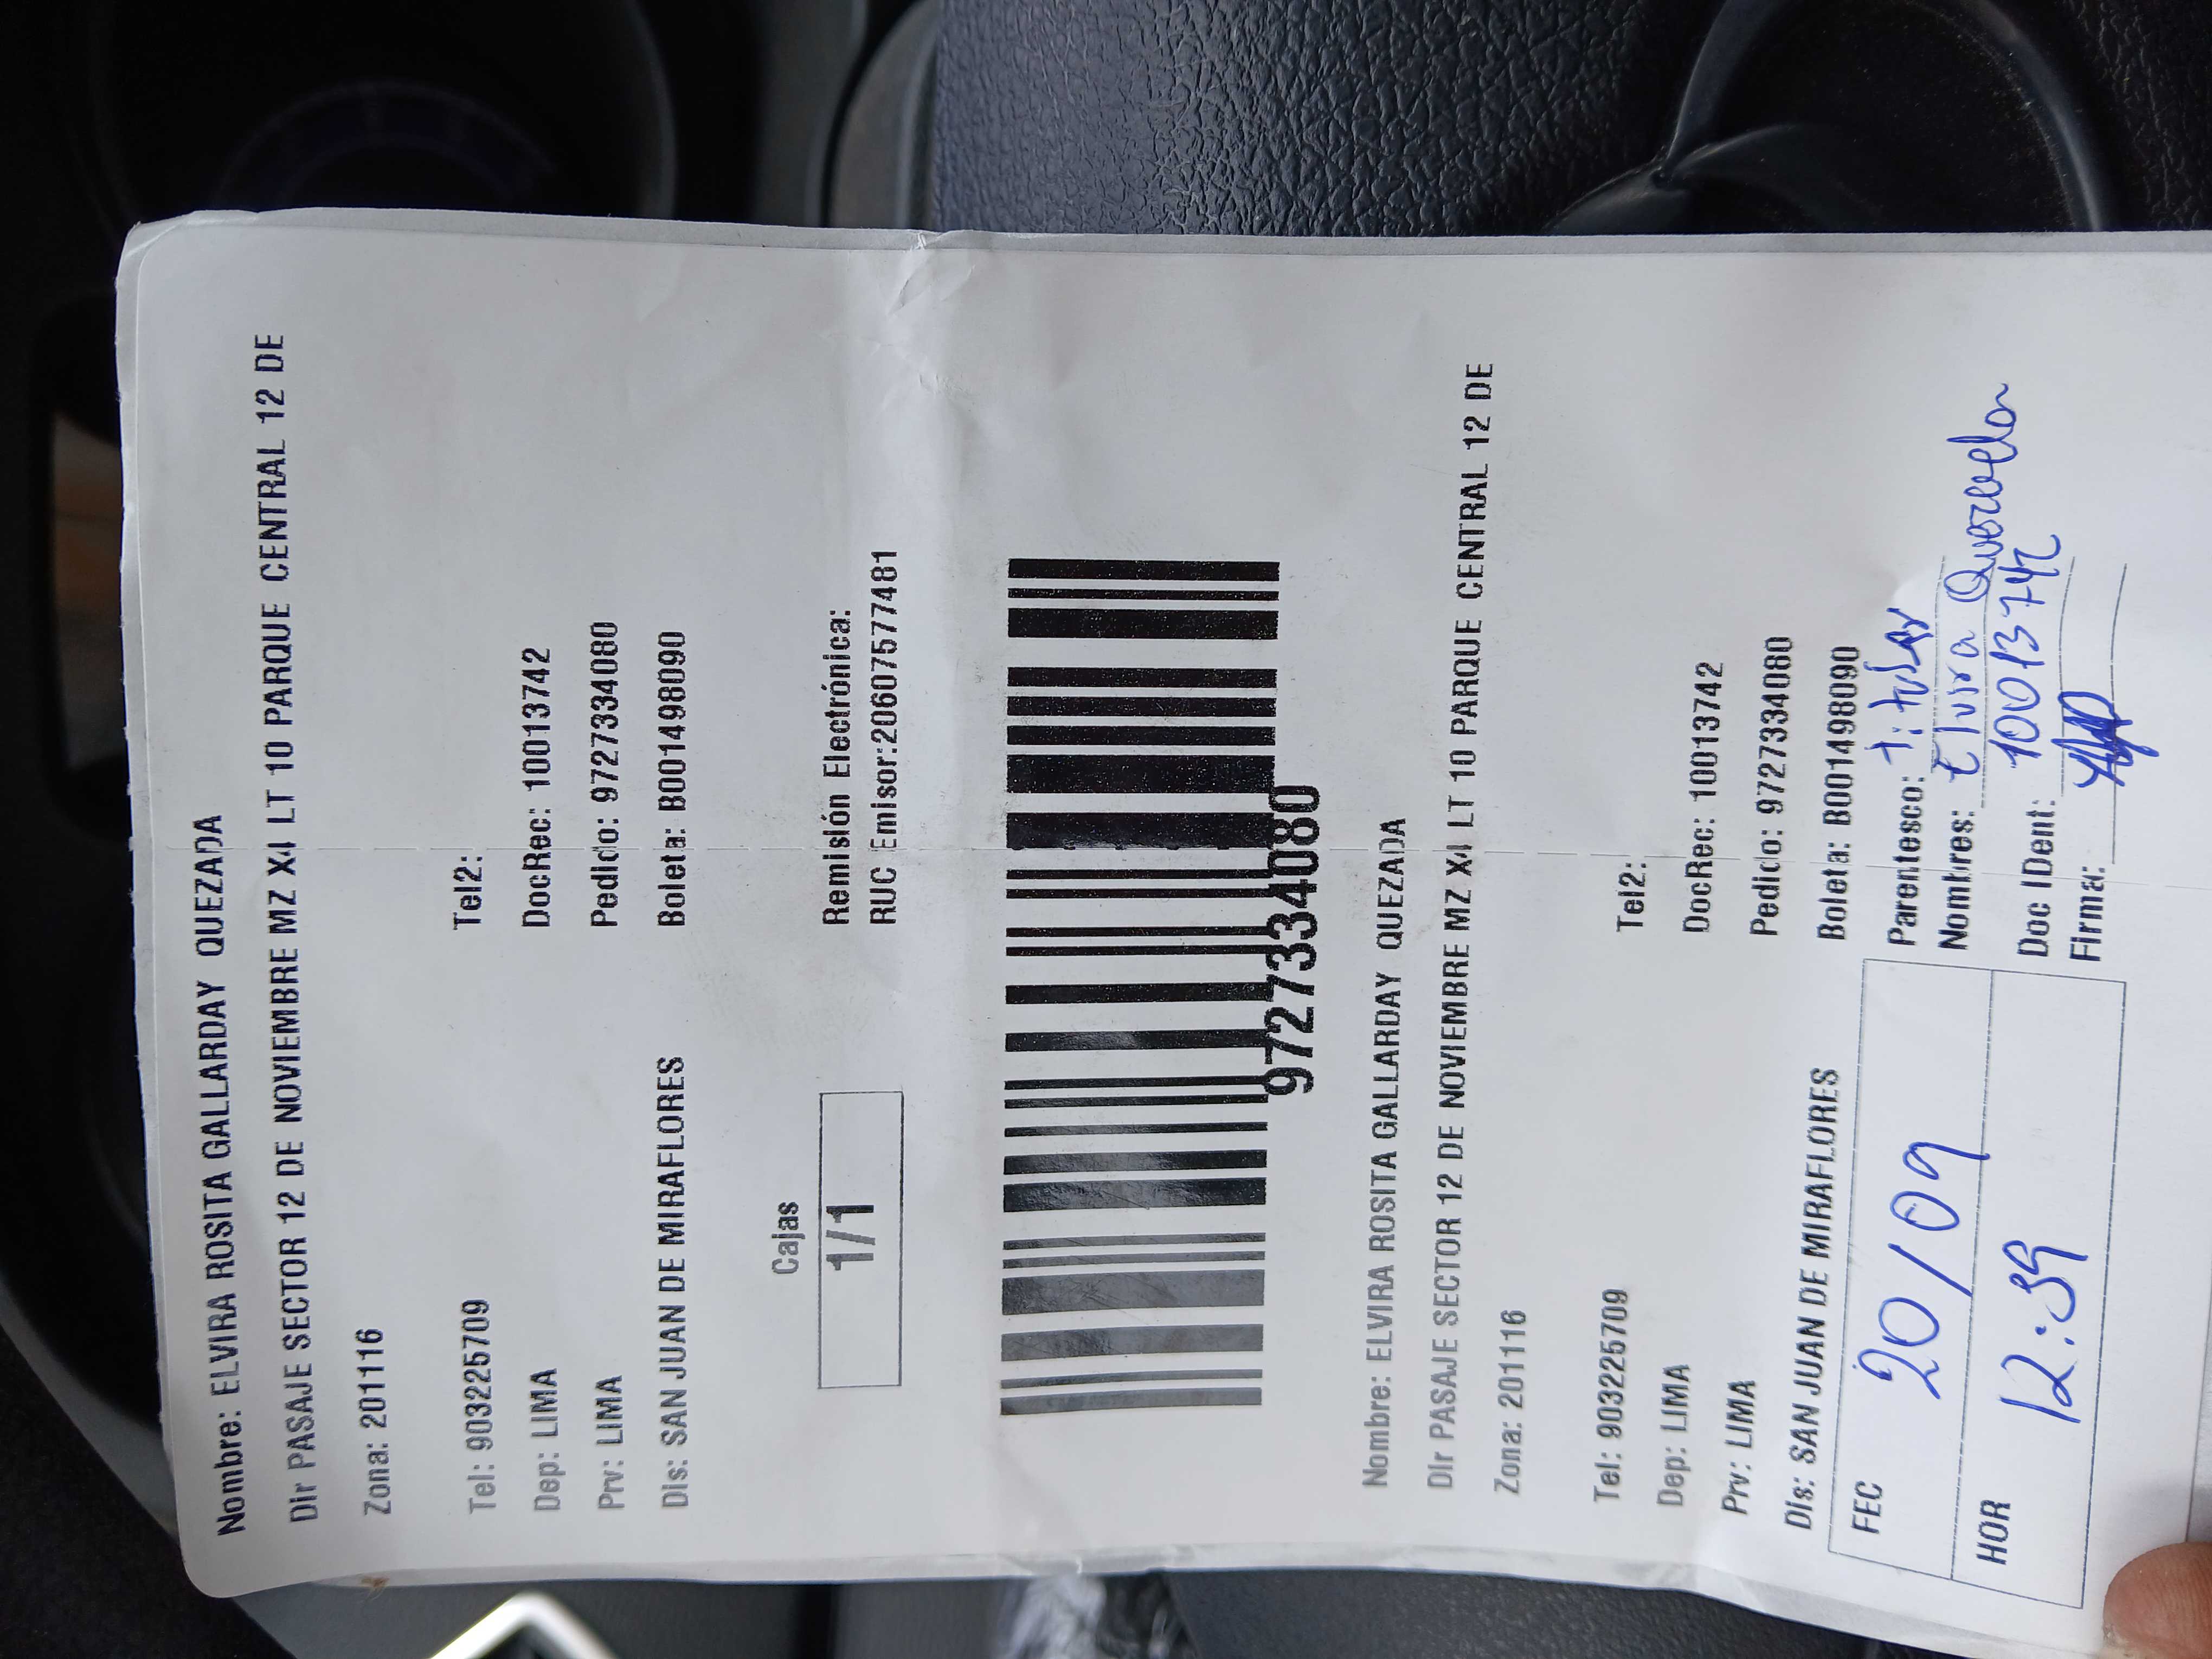 Nombre: ELVIRA ROSITA GALLARDAY QUEZADA
Dir PASAJE SECTOR 12 DE NOVIEMBRE MZ X4 LT 10 PARQUE CENTRAL 12 DE
Zona: 201116
Tel: 903225709 Tel2:
Dep: LIMA DocRec: 10013742
Prv: LIMA Pedido: 972733408​0
Dis: SAN JUAN DE MIRAFLORES Boleta: B001498090
Cajas Remisión Electrónica:
1/1 RUC Emisor:20607577481
9727334080
Nombre: ELVIRA ROSITA GALLARDAY QUEZADA
Dir PASAJE SECTOR 12 DE NOVIEMBRE MZ X4 LT 10 PARQUE CENTRAL 12 DE
Zona: 201116
Tel: 903225709 Tel2:
Dep: LIMA DocRec: 10013742
Prv: LIMA Pedido: 9727334080
Dis: SAN JUAN DE MIRAFLORES Boleta: B001498090
FEC 20/09 Parentesco: titular
Nombres: Elvira
HOR 12:39 Doc IDent: 10013742
Firma: